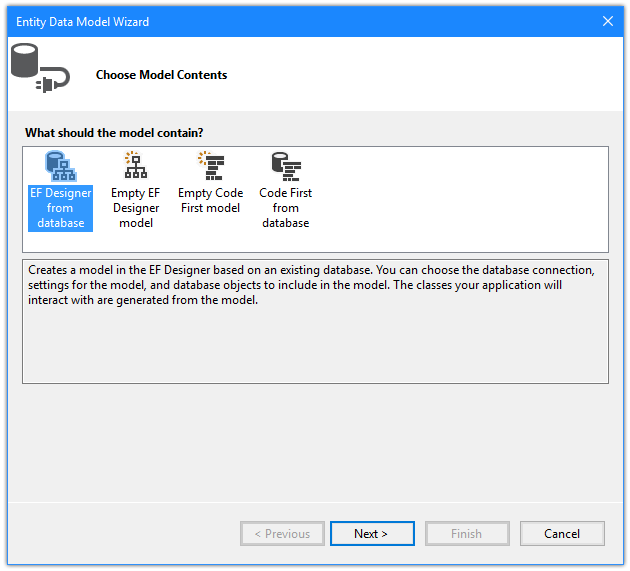 Entity Data Model Wizard
Choose Model Contents
What should the model contain?
EF Designer
from
database
Empty EF
Designer
model
Empty Code
First model
Code First
from
database
Creates a model in the EF Designer based on an existing database. You can choose the database connection,
settings for the model, and database objects to include in the model. The classes your application will
interact with are generated from the model.
< Previous
Next >
Finish
Cancel